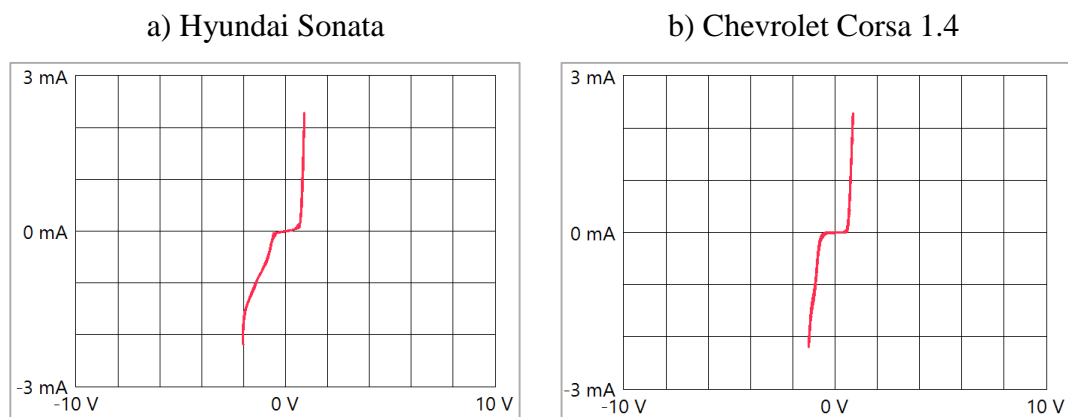 a) Hyundai Sonata
b) Chevrolet Corsa 1.4
3 mA
0 mA
-3 mA
-10 V
0 V
10 V
3 mA
0 mA
-3 mA
-10 V
0 V
10 V